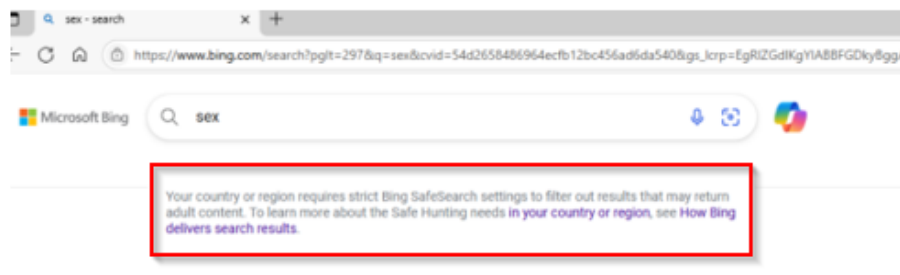 sex - search
https://www.bing.com/search?pglt=297&q=sex&cvid=54d2658486964ecfb12bc456ad6da540&gs_lcrp=EgRlZGdlKgYIABBFGDkyBgg
Microsoft Bing
sex
Your country or region requires strict Bing SafeSearch settings to filter out results that may return
adult content. To learn more about the Safe Hunting needs in your country or region, see How Bing
delivers search results.